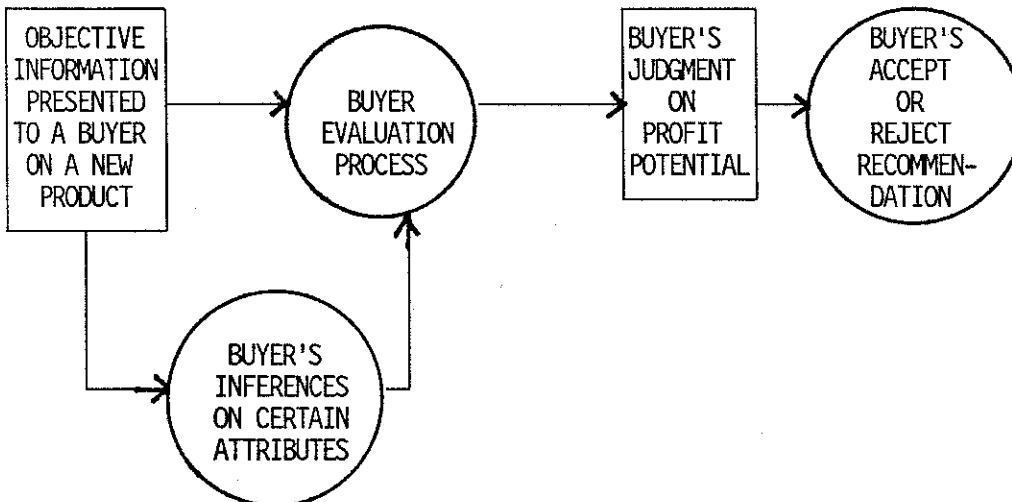 OBJECTIVE
INFORMATION
PRESENTED
TO A BUYER
ON A NEW
PRODUCT
BUYER
EVALUATION
PROCESS
BUYER'S
JUDGMENT
ON
PROFIT
POTENTIAL
BUYER'S
ACCEPT
OR
REJECT
RECOMMEN-
DATION
BUYER'S
INFERENCES
ON CERTAIN
ATTRIBUTES